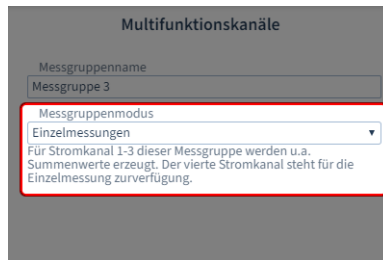 Multifunktionskanäle
Messgruppenname
Messgruppe 3
Messgruppenmodus
Einzelmessungen
Für Stromkanal 1-3 dieser Messgruppe werden u.a.
Summenwerte erzeugt. Der vierte Stromkanal steht für die
Einzelmessung zurverfügung.